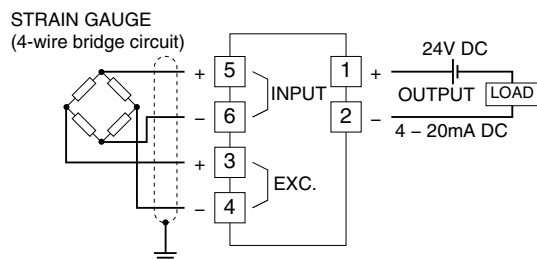 STRAIN GAUGE
(4-wire bridge circuit)
24V DC
+ 5 1 +
INPUT OUTPUT LOAD
− 6 2 −
4 – 20mA DC
+ 3
EXC.
− 4